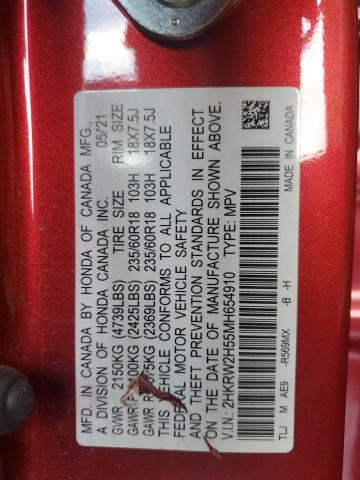 MFD. IN CANADA BY HONDA OF CANADA MFG.,
A DIVISION OF HONDA CANADA INC. 05/21
GVWR 2150KG (4739LBS) TIRE SIZE RIM SIZE
GAWR F 1100KG (2425LBS) 235/60R18 103H 18X7.5J
GAWR R 1075KG (2369LBS) 235/60R18 103H 18X7.5J
THIS VEHICLE CONFORMS TO ALL APPLICABLE
FEDERAL MOTOR VEHICLE SAFETY
AND THEFT PREVENTION STANDARDS IN EFFECT
ON THE DATE OF MANUFACTURE SHOWN ABOVE.
V.I.N.: 2HKRW2H55MH654910 TYPE: MPV
TLJ M AE9 -R569MX -B -H
MADE IN CANADA